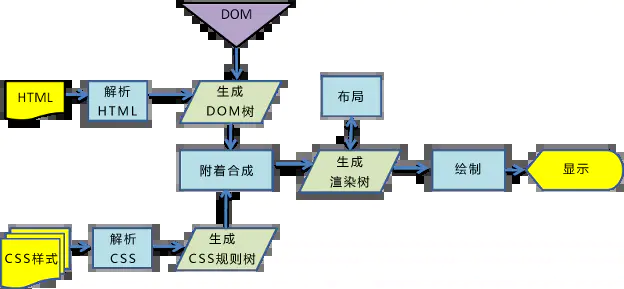 DOM
HTML
解析
HTML
生成
DOM树
布局
附着合成
生成
渲染树
绘制
显示
CSS样式
解析
CSS
生成
CSS规则树